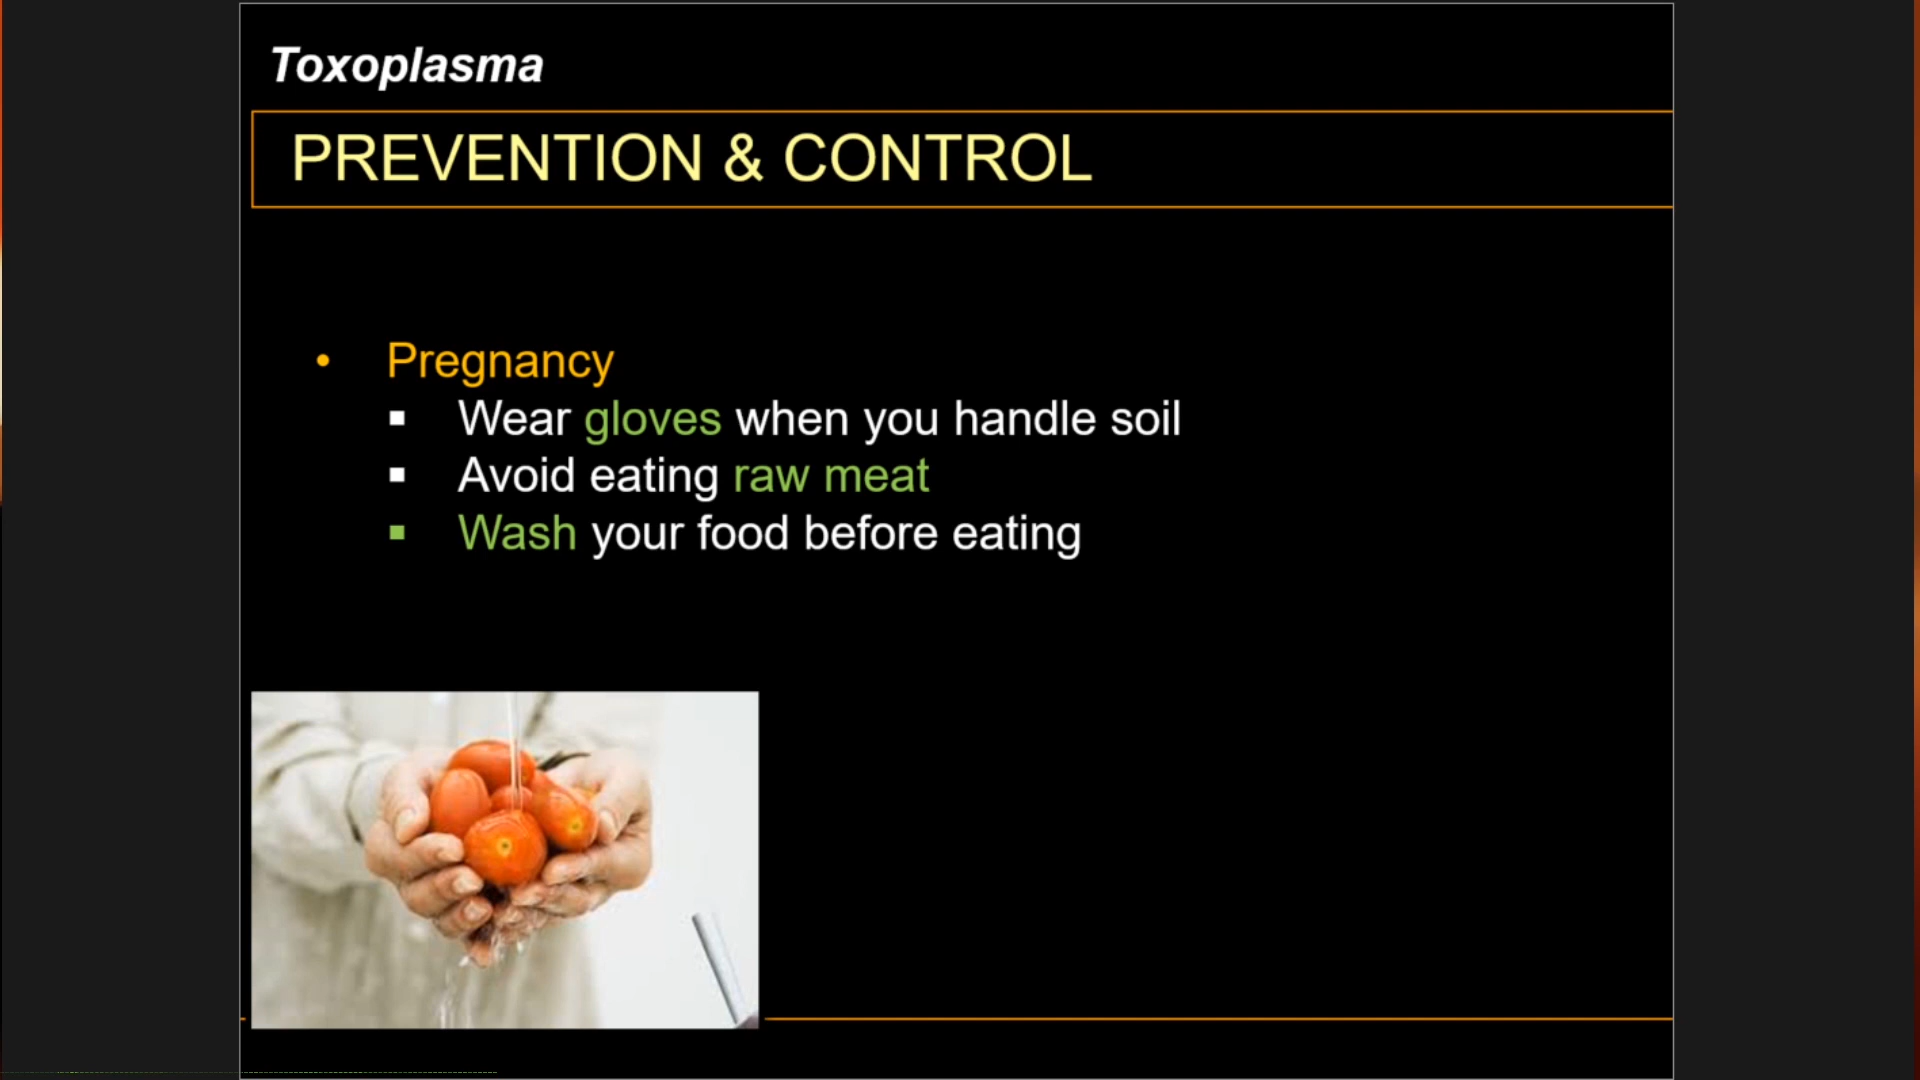 Toxoplasma
PREVENTION & CONTROL
• Pregnancy
▪ Wear gloves when you handle soil
▪ Avoid eating raw meat
▪ Wash your food before eating